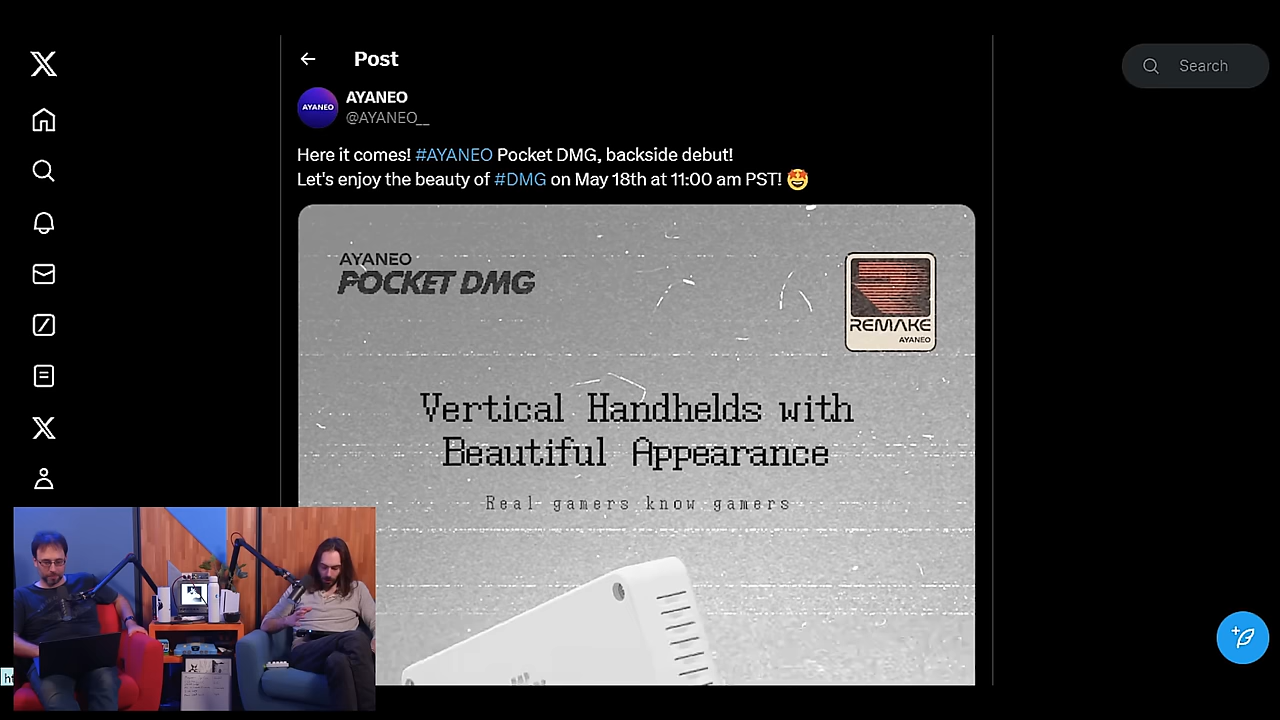 Post
Search
AYANEO
AYANEO
@AYANEO__
Here it comes! #AYANEO Pocket DMG, backside debut!
Let's enjoy the beauty of #DMG on May 18th at 11:00 am PST! 🤩
AYANEO
POCKET DMG
REMAKE
AYANEO
Vertical Handhelds with
Beautiful Appearance
Real gamers know gamers